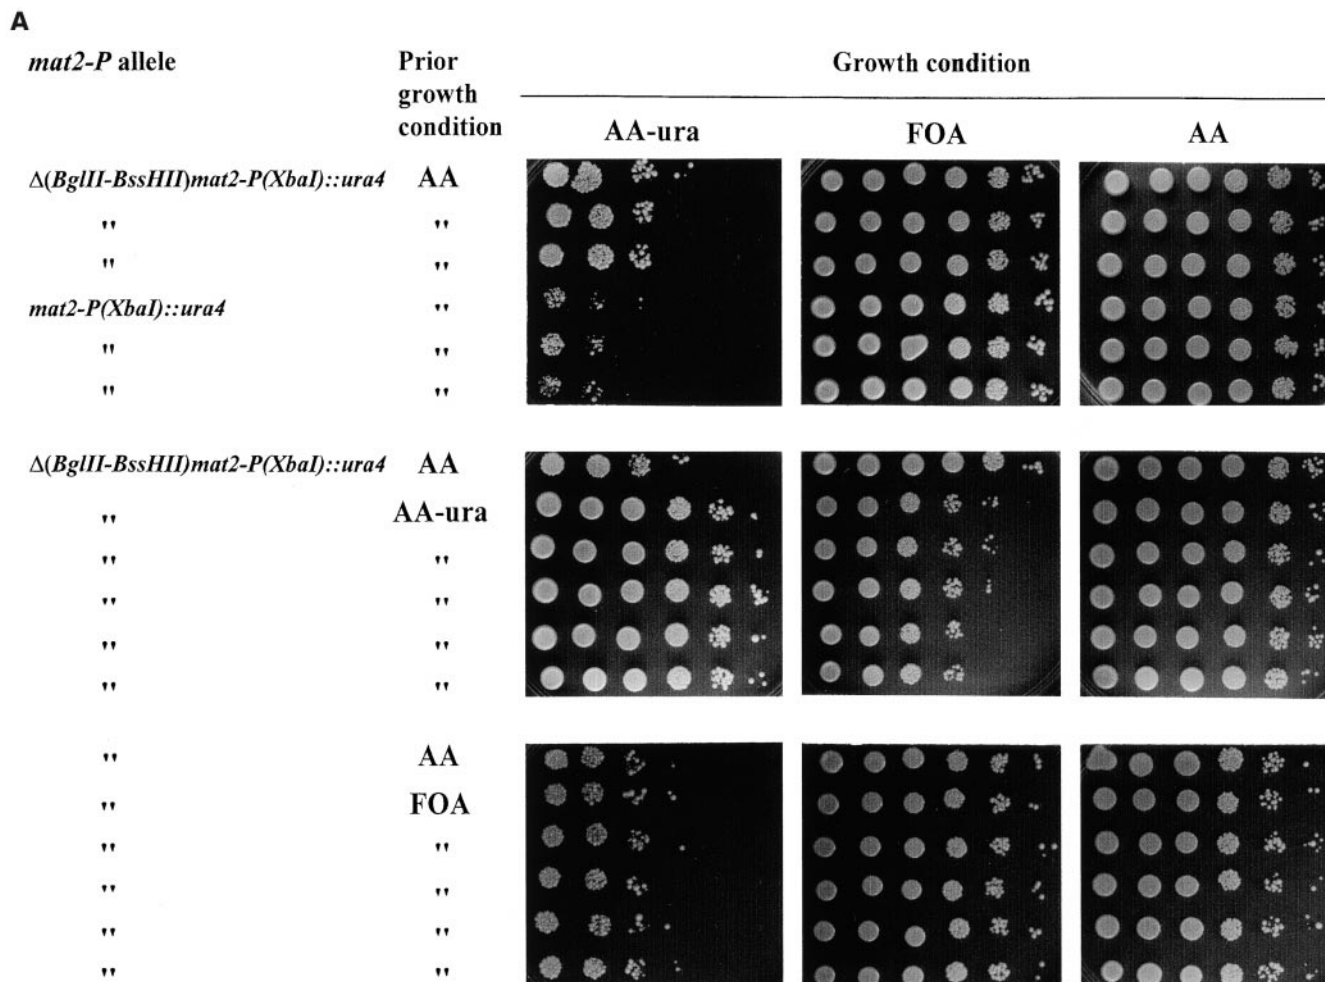 A
mat2-P allele
Prior growth condition
Growth condition
AA-ura
FOA
AA
Δ(BglII-BssHII)mat2-P(XbaI)::ura4 AA
" "
" "
mat2-P(XbaI)::ura4 "
" "
" "
Δ(BglII-BssHII)mat2-P(XbaI)::ura4 AA
" AA-ura
" "
" "
" "
" "
" AA
" FOA
" "
" "
" "
" "